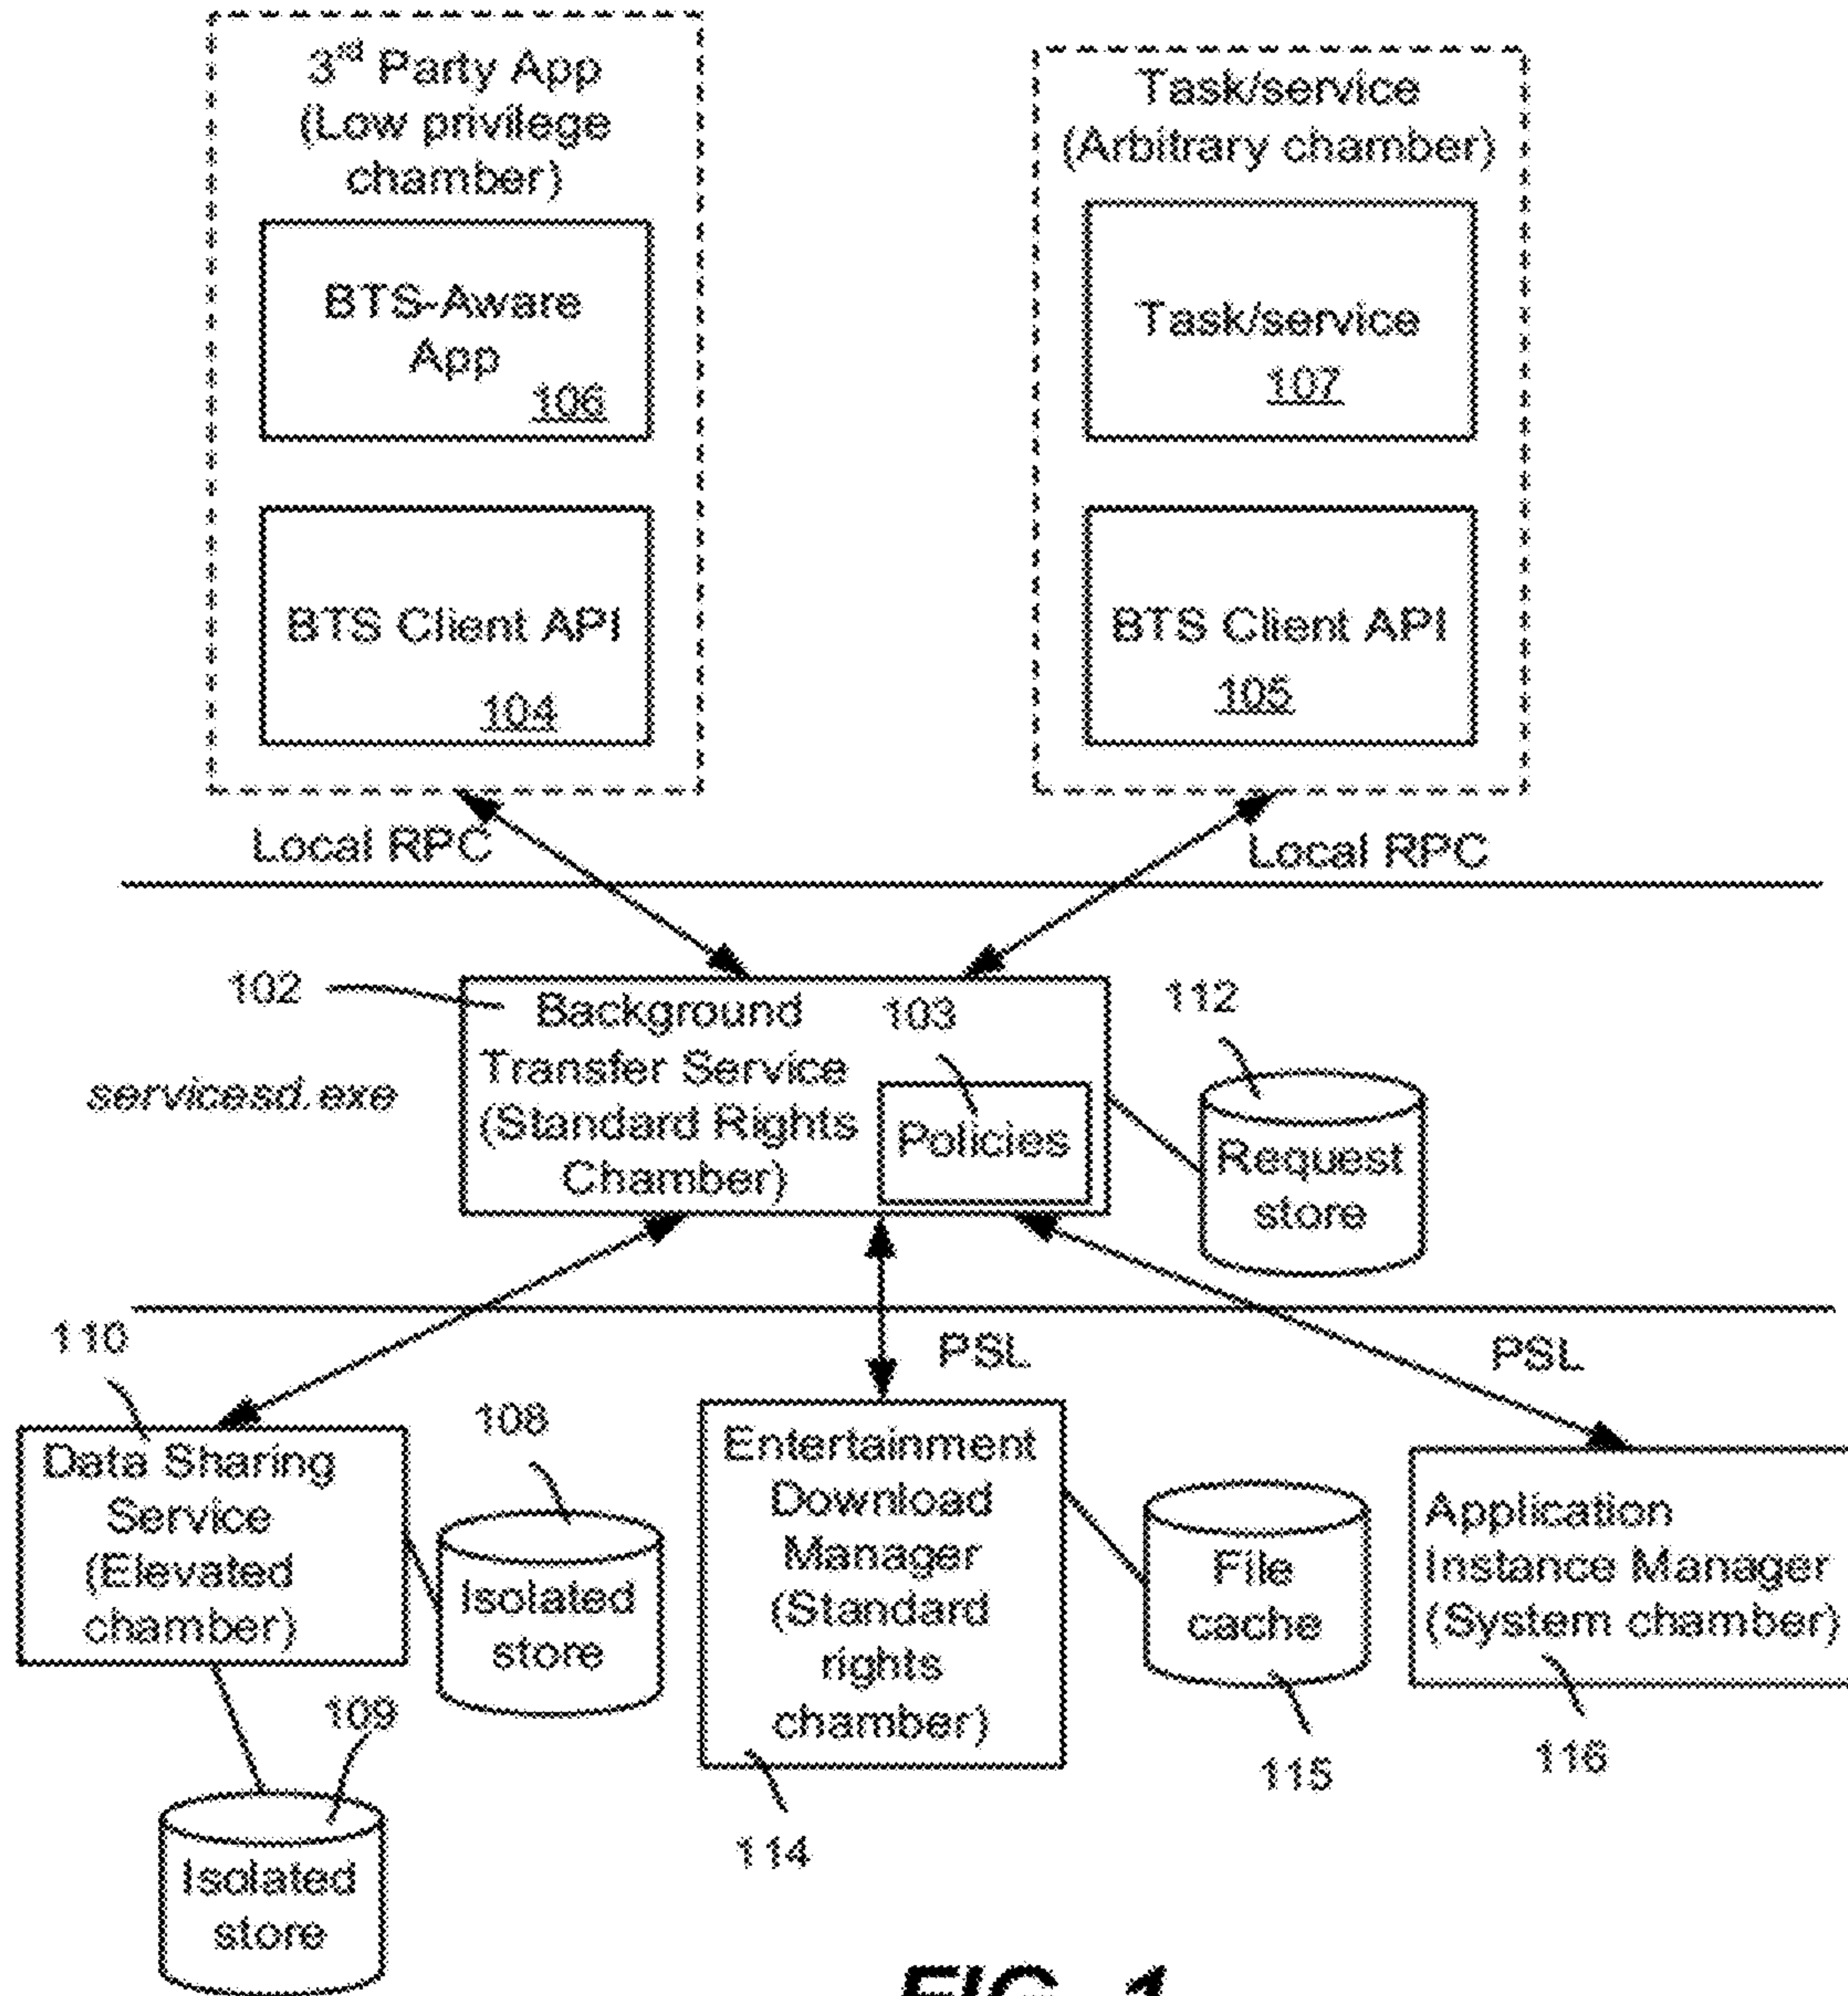 3rd Party App
(Low privilege
chamber)
BTS-Aware
App
106
BTS Client API
104
Task/service
(Arbitrary chamber)
Task/service
107
BTS Client API
105
Local RPC
Local RPC
102
Background
Transfer Service
(Standard Rights
Chamber)
103
Policies
112
Request
store
servicesd.exe
110
PSL
PSL
Data Sharing
Service
(Elevated
chamber)
108
Isolated
store
109
Isolated
store
Entertainment
Download
Manager
(Standard
rights
chamber)
114
File
cache
115
Application
Instance Manager
(System chamber)
116
FIG. 1